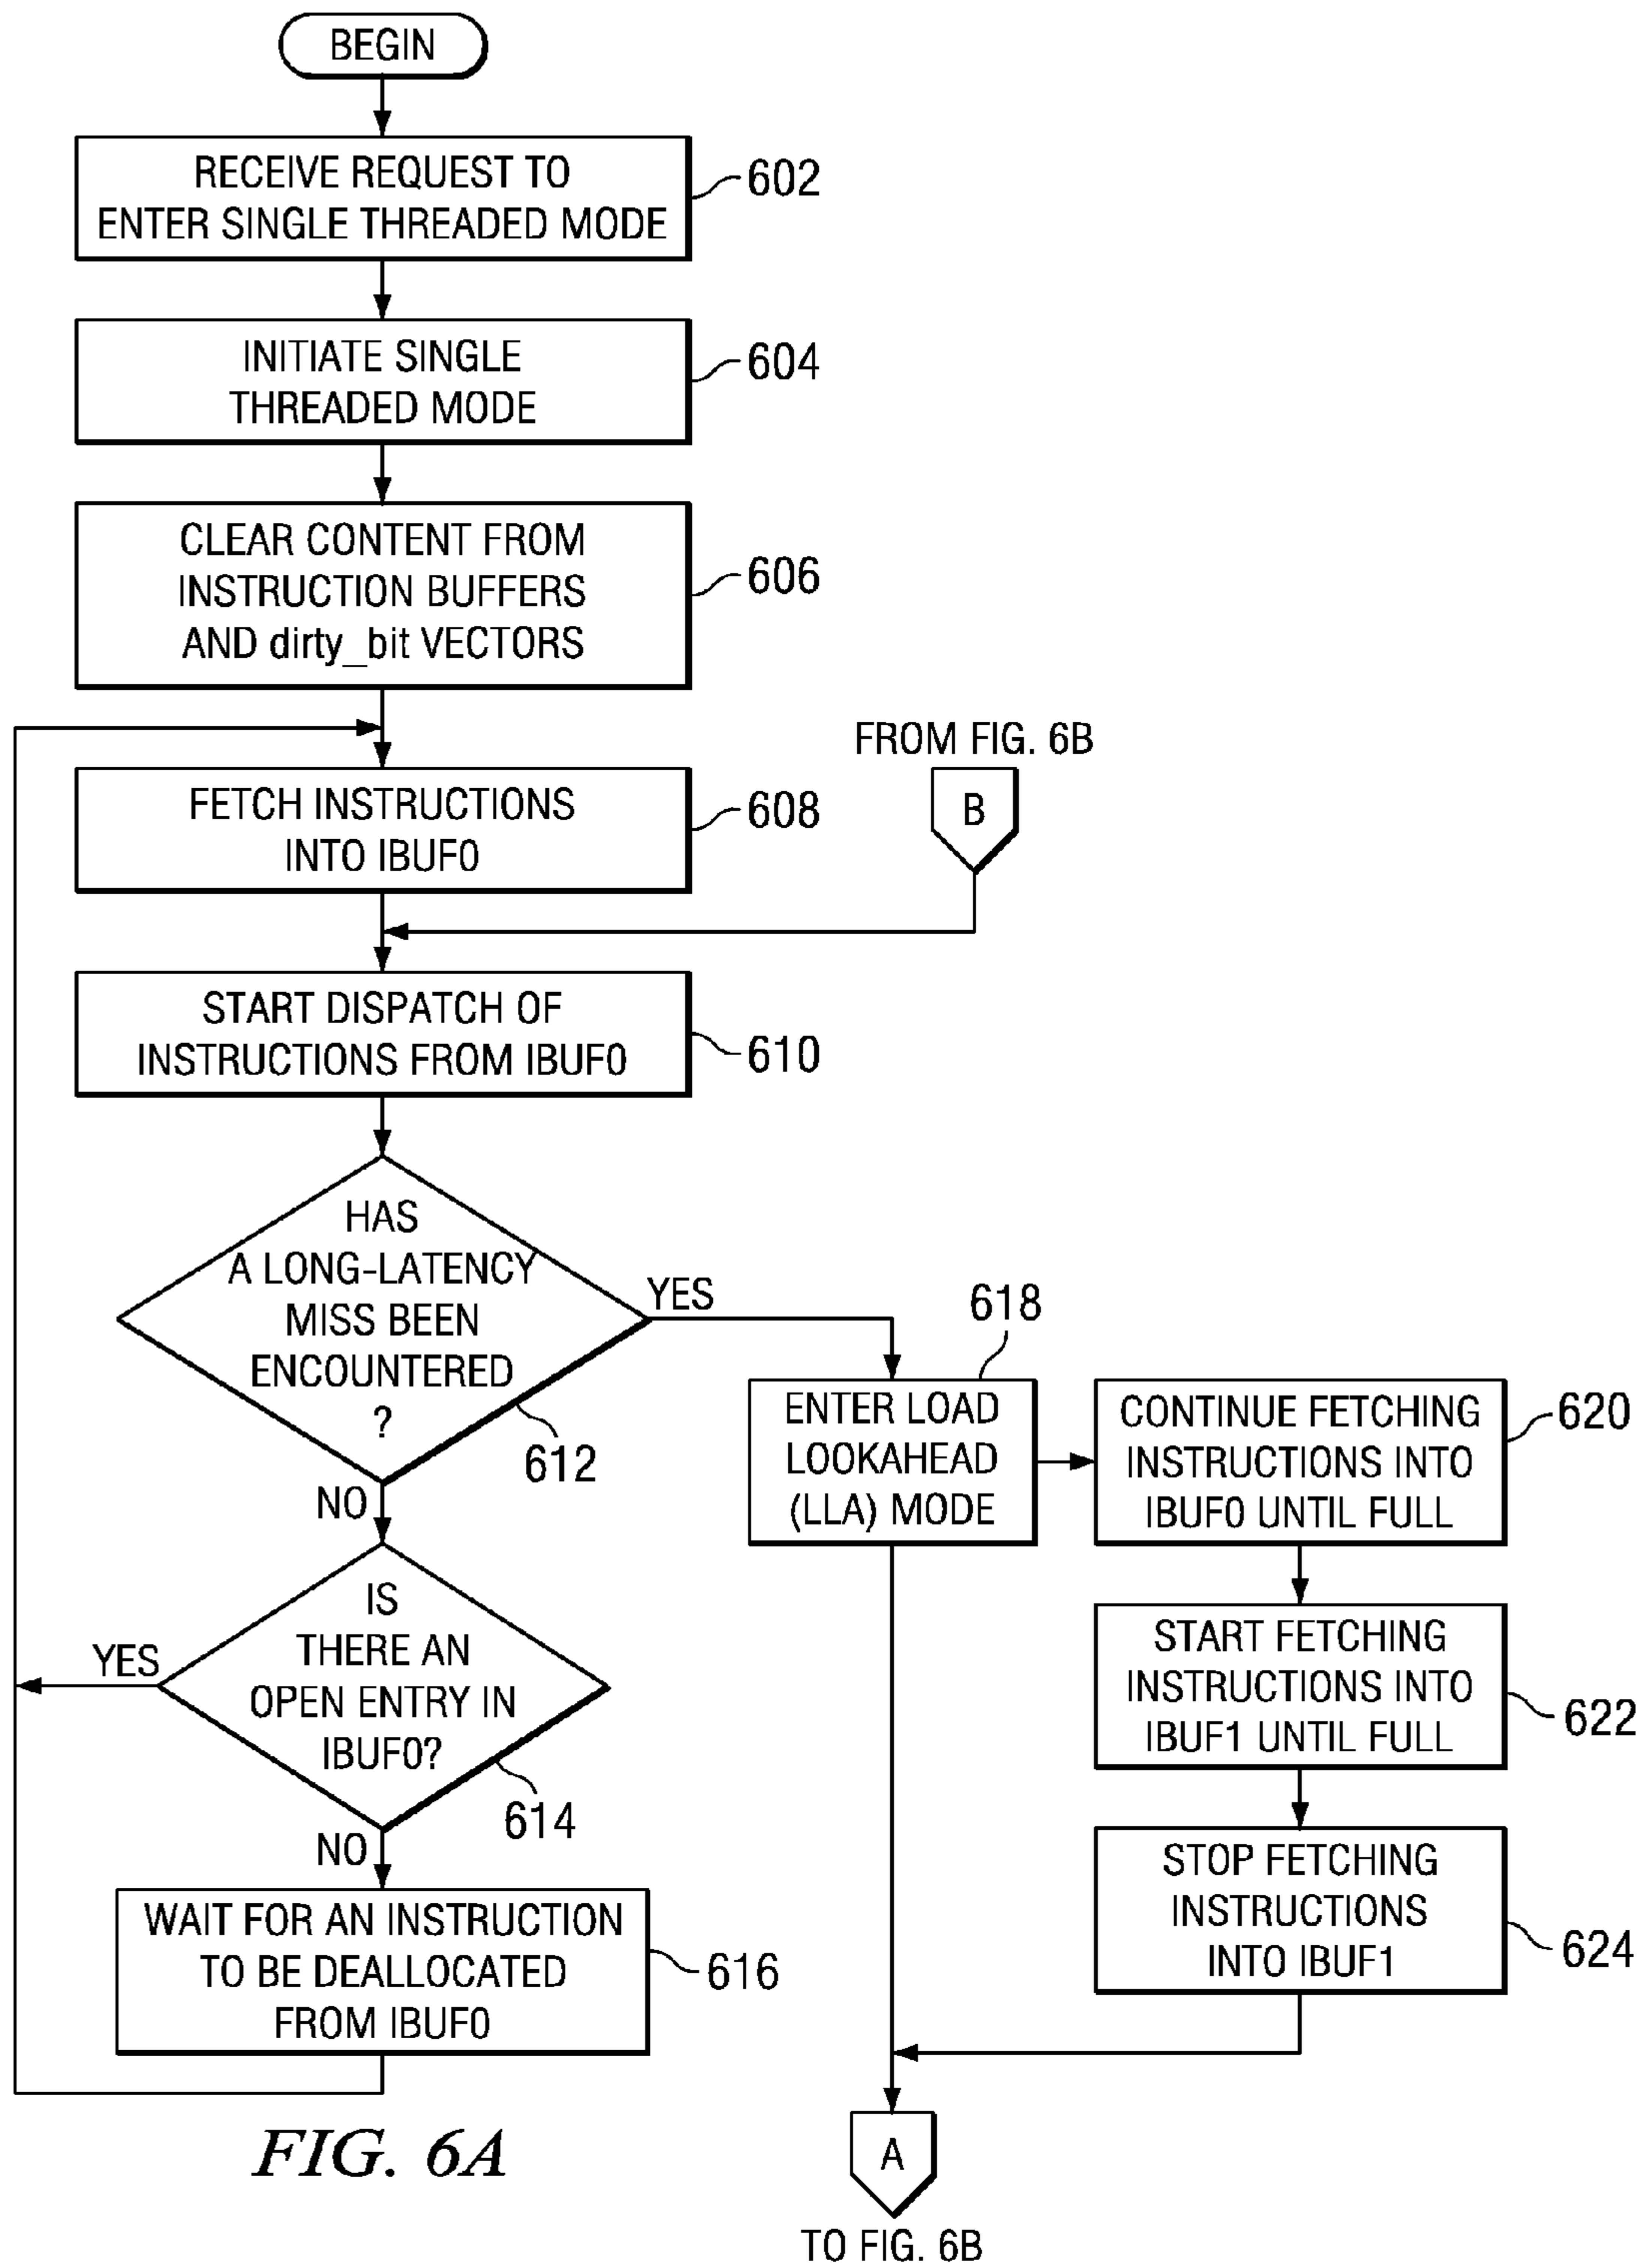 BEGIN
RECEIVE REQUEST TO
ENTER SINGLE THREADED MODE
602
INITIATE SINGLE
THREADED MODE
604
CLEAR CONTENT FROM
INSTRUCTION BUFFERS
AND dirty_bit VECTORS
606
FROM FIG. 6B
B
FETCH INSTRUCTIONS
INTO IBUF0
608
START DISPATCH OF
INSTRUCTIONS FROM IBUF0
610
HAS
A LONG-LATENCY
MISS BEEN
ENCOUNTERED
?
612
YES
NO
618
ENTER LOAD
LOOKAHEAD
(LLA) MODE
CONTINUE FETCHING
INSTRUCTIONS INTO
IBUF0 UNTIL FULL
620
IS
THERE AN
OPEN ENTRY IN
IBUF0?
614
YES
NO
START FETCHING
INSTRUCTIONS INTO
IBUF1 UNTIL FULL
622
WAIT FOR AN INSTRUCTION
TO BE DEALLOCATED
FROM IBUF0
616
STOP FETCHING
INSTRUCTIONS
INTO IBUF1
624
A
TO FIG. 6B
FIG. 6A